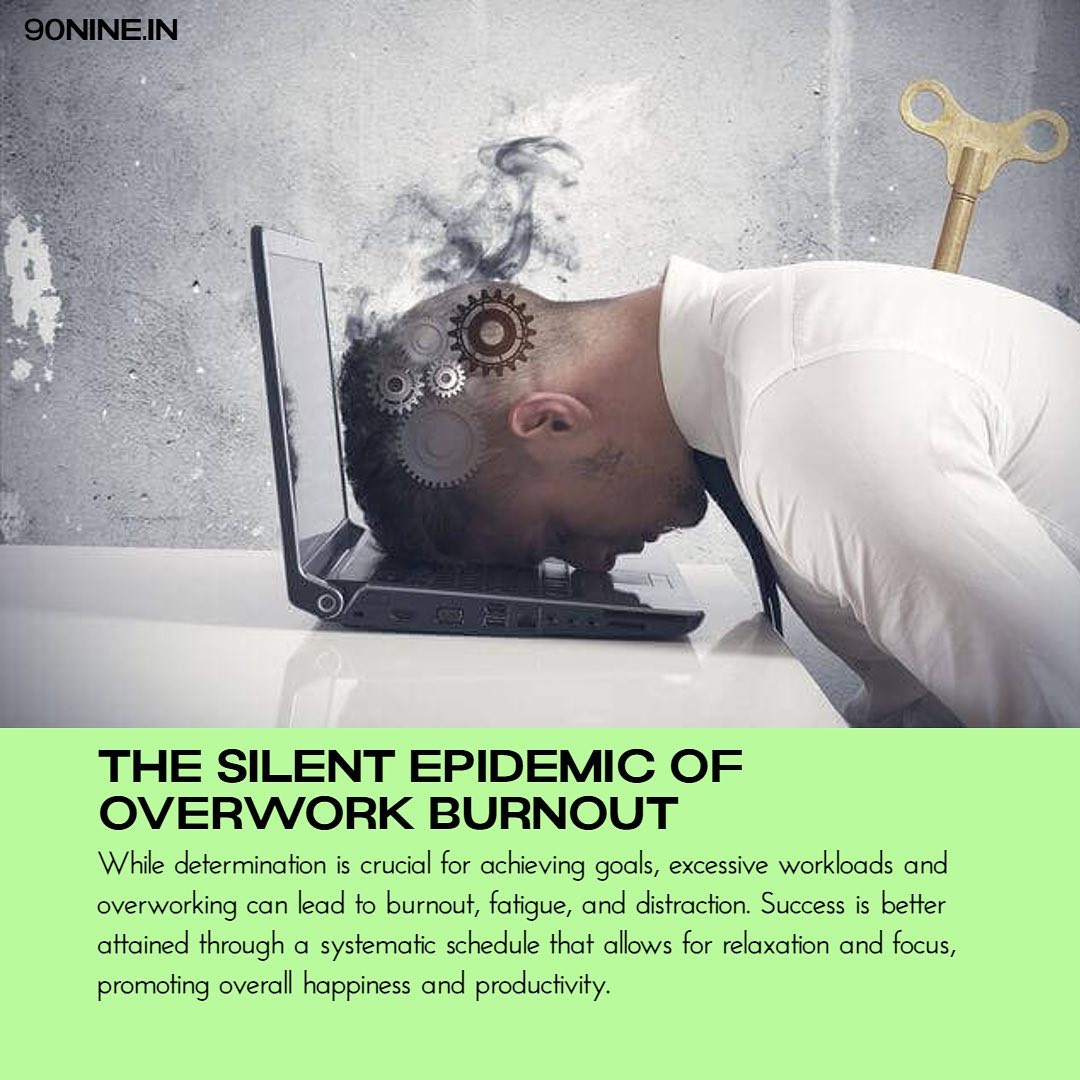 90NINE.IN
THE SILENT EPIDEMIC OF
OVERWORK BURNOUT
While determination is crucial for achieving goals, excessive workloads and
overworking can lead to burnout, fatigue, and distraction. Success is better
attained through a systematic schedule that allows for relaxation and focus,
promoting overall happiness and productivity.